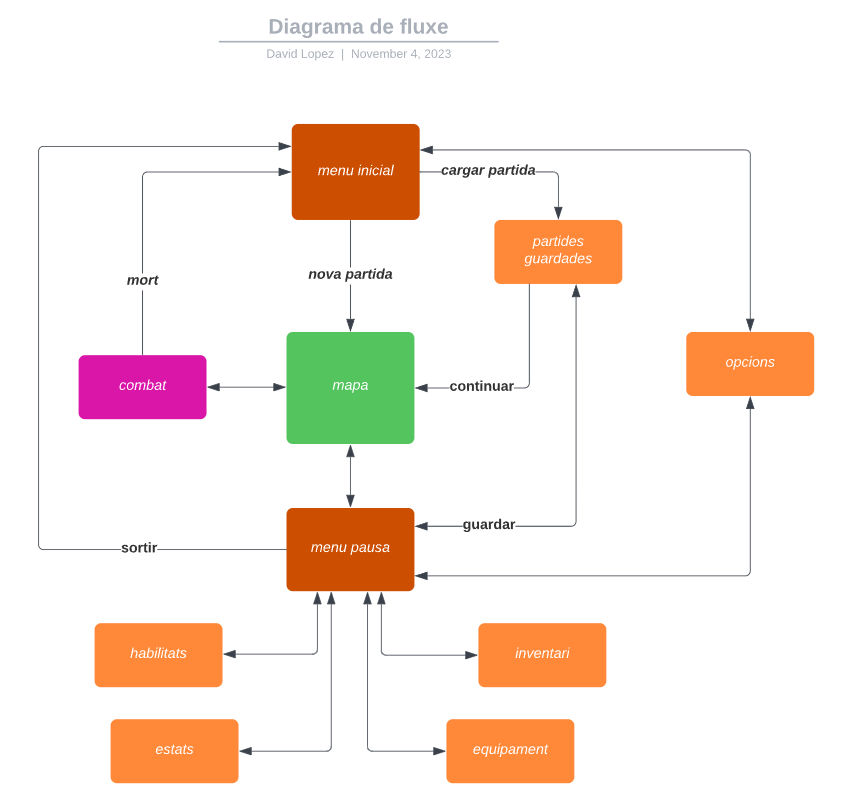 Diagrama de fluxe
David Lopez | November 4, 2023
menu inicial
cargar partida
partides
guardades
nova partida
mort
opcions
combat
mapa
continuar
guardar
sortir
menu pausa
habilitats
inventari
estats
equipament